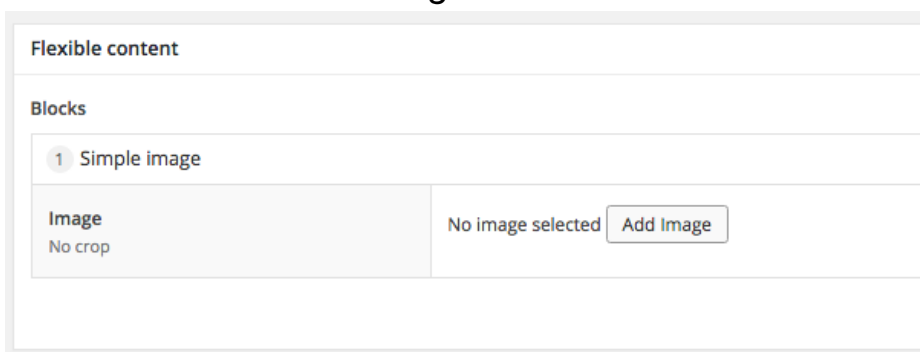 Flexible content
Blocks
1 Simple image
Image
No image selected Add Image
No crop